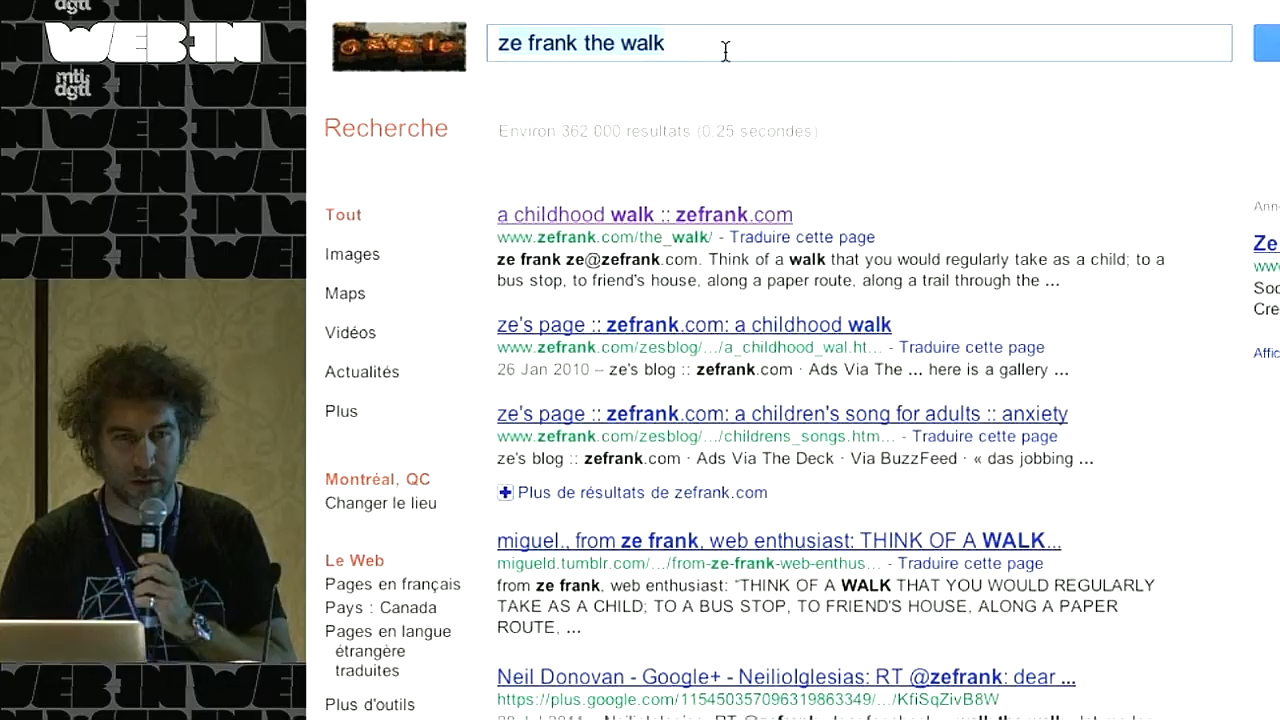 WEB IN
mtl
dgtl
ze frank the walk
Recherche
Environ 362 000 resultats (0.25 secondes)
Tout
Images
Maps
Vidéos
Actualités
Plus
Montréal, QC
Changer le lieu
Le Web
Pages en français
Pays : Canada
Pages en langue
étrangère
traduites
Plus d'outils
a childhood walk :: zefrank.com
www.zefrank.com/the_walk/ - Traduire cette page
ze frank ze@zefrank.com. Think of a walk that you would regularly take as a child; to a
bus stop, to friend's house, along a paper route, along a trail through the ...
ze's page :: zefrank.com: a childhood walk
www.zefrank.com/zesblog/.../a_childhood_wal.ht... - Traduire cette page
26 Jan 2010 – ze's blog :: zefrank.com · Ads Via The ... here is a gallery ...
ze's page :: zefrank.com: a children's song for adults :: anxiety
www.zefrank.com/zesblog/.../childrens_songs.htm... - Traduire cette page
ze's blog :: zefrank.com · Ads Via The Deck · Via BuzzFeed · « das jobbing ...
Plus de résultats de zefrank.com
miguel., from ze frank, web enthusiast: THINK OF A WALK...
migueld.tumblr.com/.../from-ze-frank-web-enthus... - Traduire cette page
from ze frank, web enthusiast: "THINK OF A WALK THAT YOU WOULD REGULARLY
TAKE AS A CHILD; TO A BUS STOP, TO FRIEND'S HOUSE, ALONG A PAPER
ROUTE, ...
Neil Donovan - Google+ - NeilioIglesias: RT @zefrank: dear ...
https://plus.google.com/115450357096319863349/.../KfiSqZivB8W
Ann
Ze
www
Soc
Cre
Affic